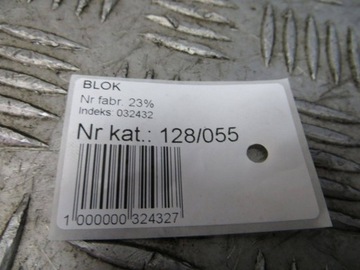 BLOK
Nr fabr. 23%
Indeks: 032432
Nr kat.: 128/055
1 000000 324327